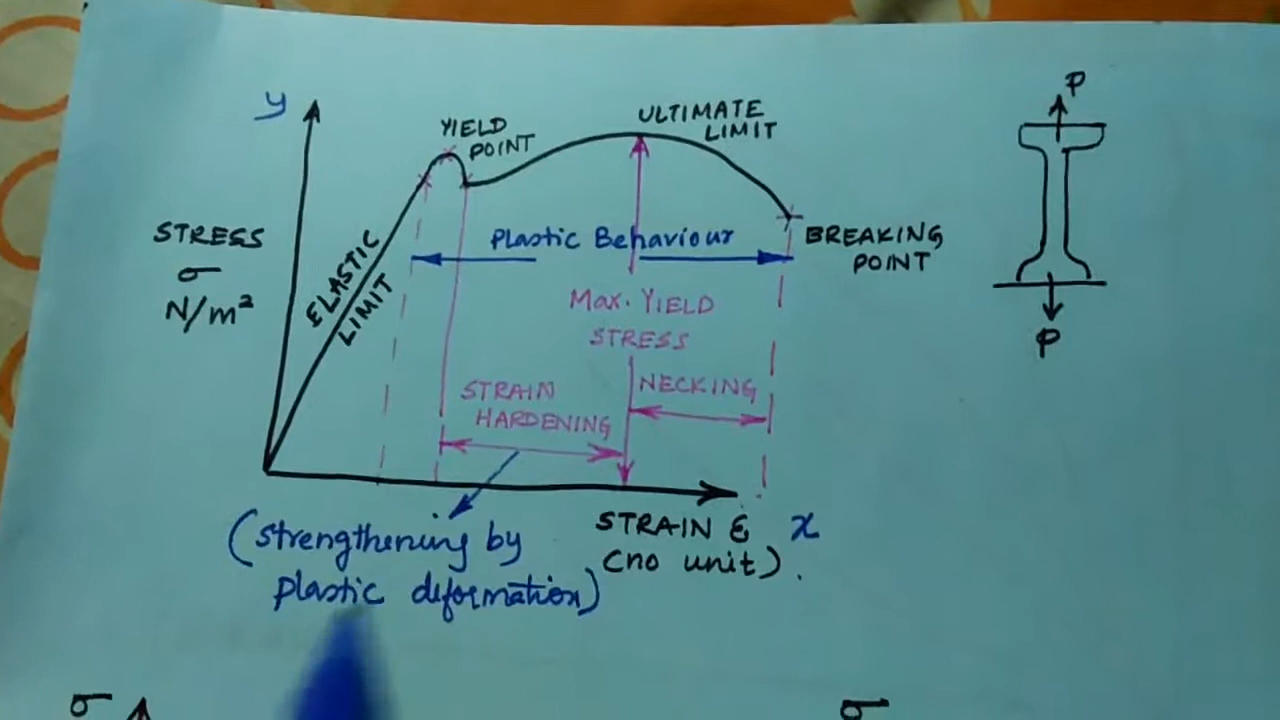 y
YIELD
POINT
ULTIMATE
LIMIT
P
STRESS
σ
N/m²
ELASTIC
LIMIT
Plastic Behaviour
BREAKING
POINT
Max. YIELD
STRESS
P
STRAIN
HARDENING
NECKING
(strengthening by
plastic deformation)
STRAIN ε x
(no unit).
σ
σ